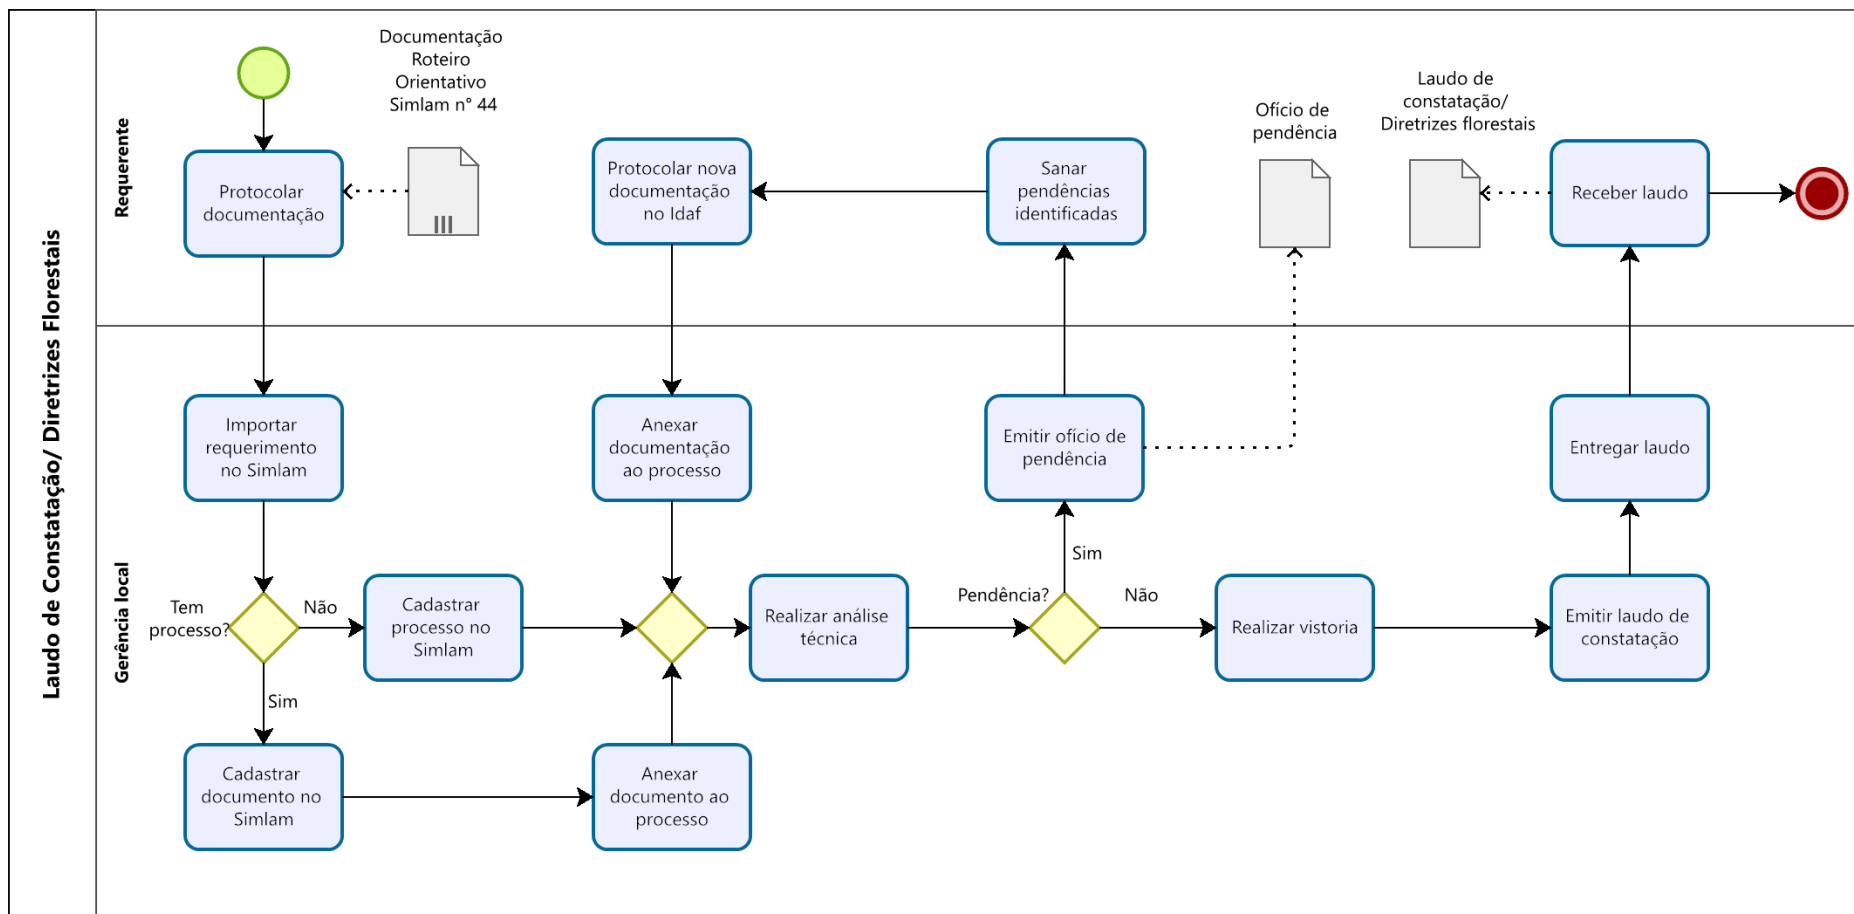 Laudo de Constatação/ Diretrizes Florestais
Requerente
Documentação
Roteiro
Orientativo
Simlam n° 44
Protocolar
documentação
Protocolar nova
documentação
no Idaf
Sanar
pendências
identificadas
Ofício de
pendência
Laudo de
constatação/
Diretrizes florestais
Receber laudo
Gerência local
Importar
requerimento
no Simlam
Anexar
documentação
ao processo
Emitir ofício de
pendência
Entregar laudo
Tem
processo?
Não
Sim
Cadastrar
processo no
Simlam
Realizar análise
técnica
Pendência?
Sim
Não
Realizar vistoria
Emitir laudo de
constatação
Cadastrar
documento no
Simlam
Anexar
documento ao
processo